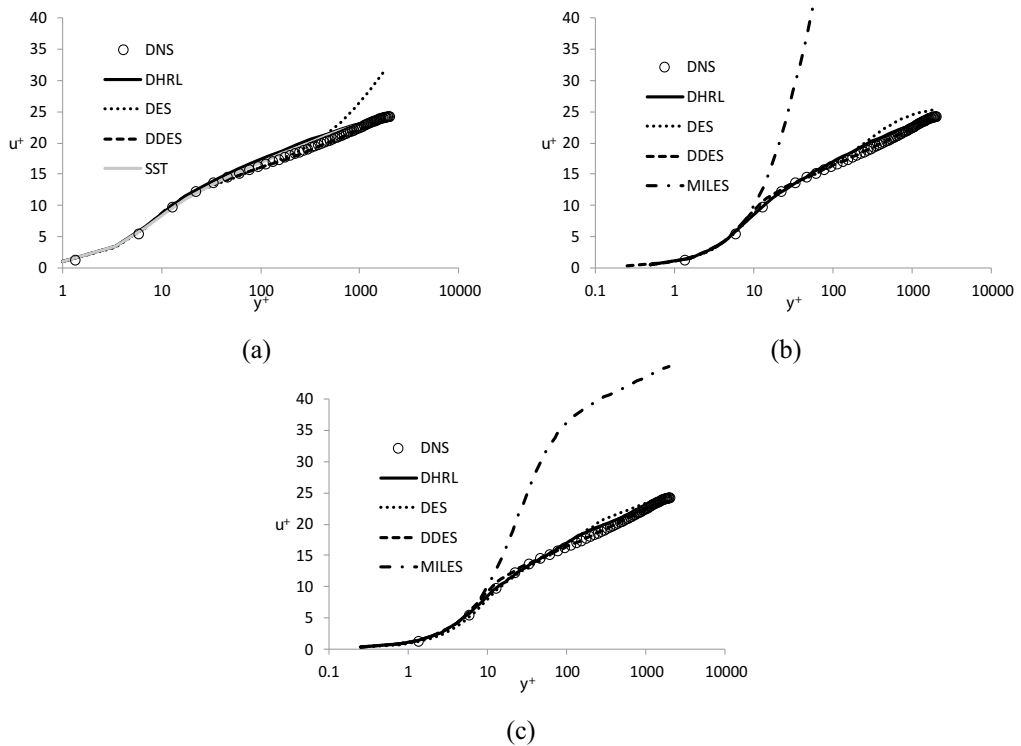 40
35
30
25
20
15
10
5
0
u⁺
DNS
DHRL
DES
DDES
SST
1 10 100 1000 10000
y⁺
(a)
40
35
30
25
20
15
10
5
0
u⁺
DNS
DHRL
DES
DDES
MILES
0.1 1 10 100 1000 10000
y⁺
(b)
40
35
30
25
20
15
10
5
0
u⁺
DNS
DHRL
DES
DDES
MILES
0.1 1 10 100 1000 10000
y⁺
(c)